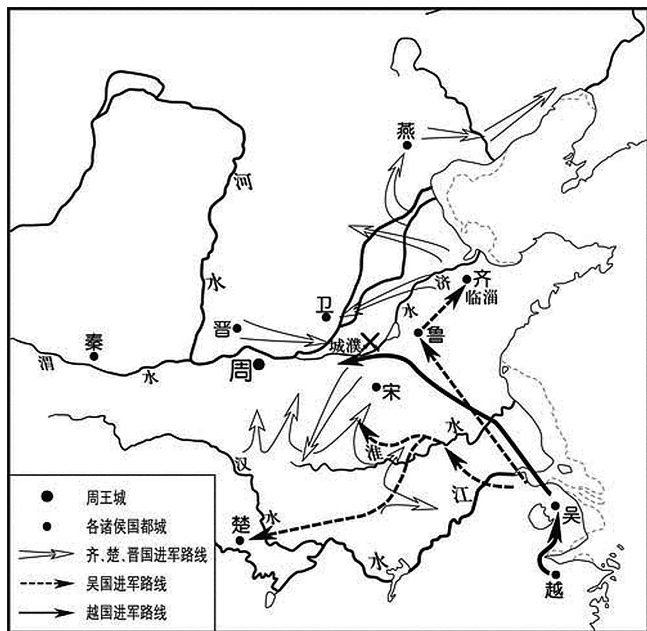 燕
河
水
济
水
齐
临淄
卫
鲁
晋
城濮
秦
渭
水
周
宋
水
淮
汉
江
吴
楚
水
水
越
周王城
各诸侯国都城
齐、楚、晋国进军路线
吴国进军路线
越国进军路线